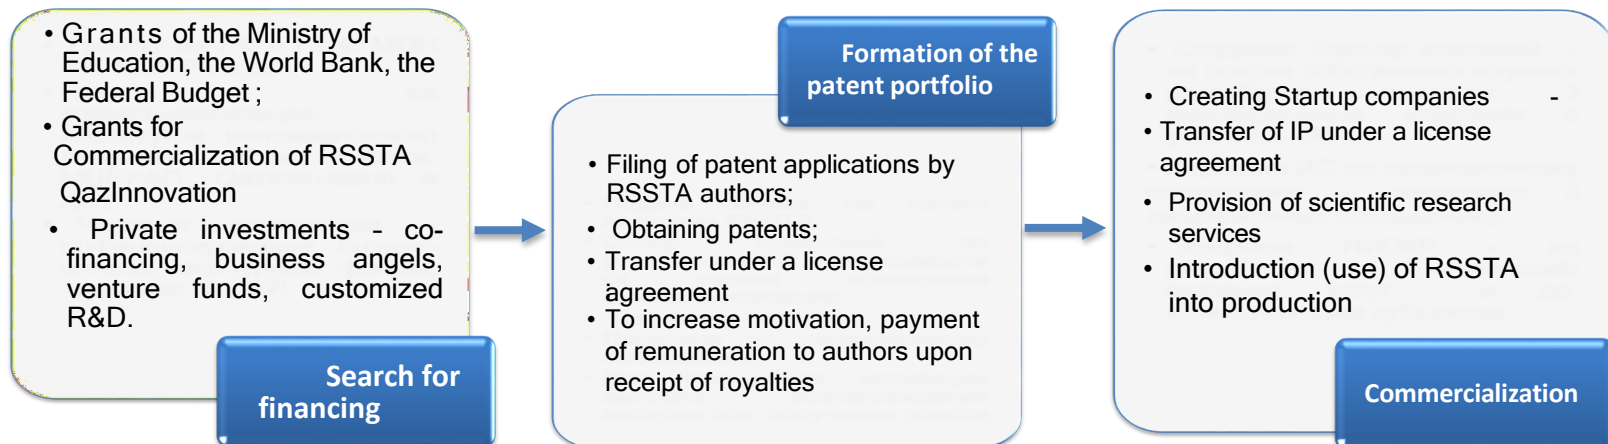 • Grants of the Ministry of
Education, the World Bank, the
Federal Budget ;
• Grants for
Commercialization of RSSTA
QazInnovation
• Private investments - co-
financing, business angels,
venture funds, customized
R&D.
Search for
financing
Formation of the
patent portfolio
• Filing of patent applications by
RSSTA authors;
• Obtaining patents;
• Transfer under a license
agreement
• To increase motivation, payment
of remuneration to authors upon
receipt of royalties
• Creating Startup companies -
• Transfer of IP under a license
agreement
• Provision of scientific research
services
• Introduction (use) of RSSTA
into production
Commercialization